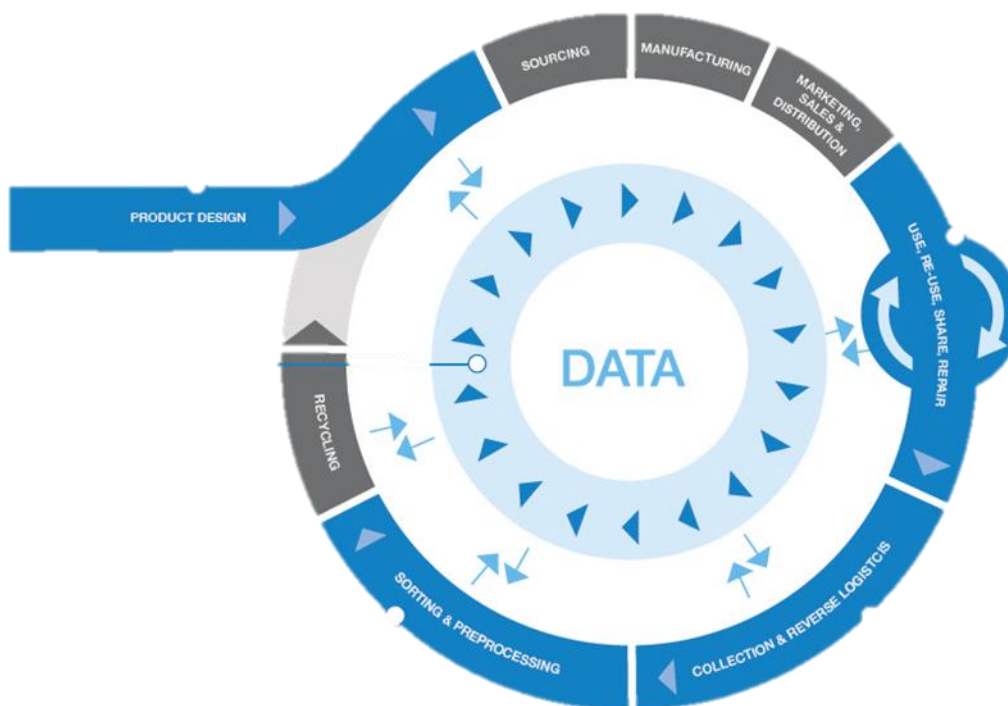 PRODUCT DESIGN
SOURCING
MANUFACTURING
MARKETING,
SALES &
DISTRIBUTION
USE, RE-USE, SHARE, REPAIR
COLLECTION & REVERSE LOGISTCIS
SORTING & PREPROCESSING
RECYCLING
DATA